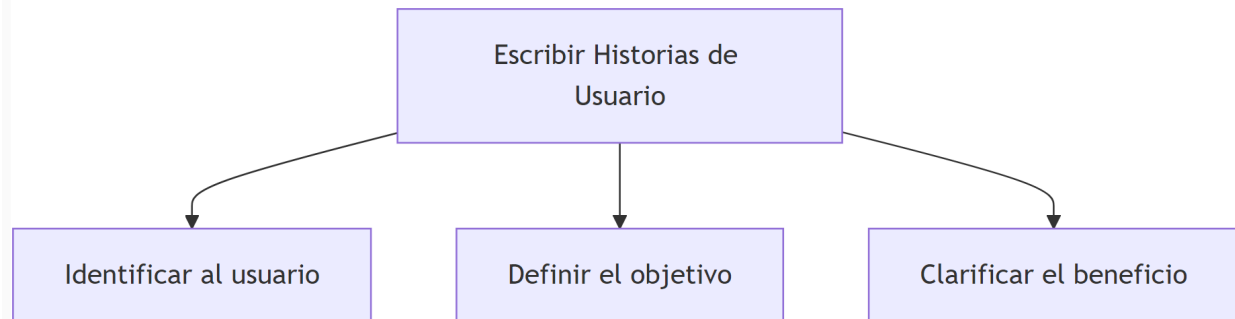 Escribir Historias de
Usuario
Identificar al usuario
Definir el objetivo
Clarificar el beneficio